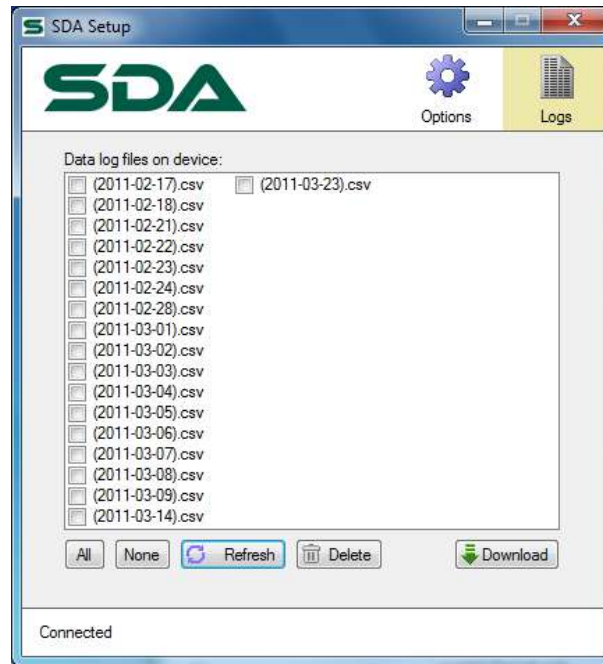 SDA Setup
SDA
Options
Logs
Data log files on device:
(2011-02-17).csv
(2011-02-18).csv
(2011-02-21).csv
(2011-02-22).csv
(2011-02-23).csv
(2011-02-24).csv
(2011-02-28).csv
(2011-03-01).csv
(2011-03-02).csv
(2011-03-03).csv
(2011-03-04).csv
(2011-03-05).csv
(2011-03-06).csv
(2011-03-07).csv
(2011-03-08).csv
(2011-03-09).csv
(2011-03-14).csv
(2011-03-23).csv
All
None
Refresh
Delete
Download
Connected